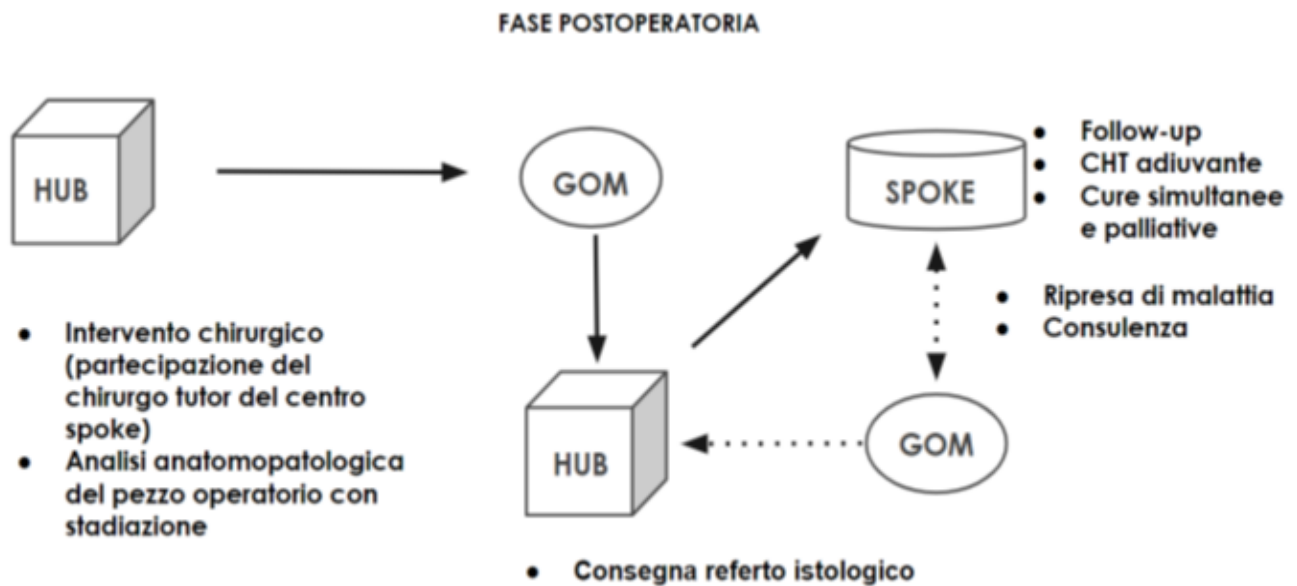 FASE POSTOPERATORIA
HUB
GOM
SPOKE
● Follow-up
● CHT adiuvante
● Cure simultanee
e palliative
● Ripresa di malattia
● Consulenza
● Intervento chirurgico
(partecipazione del
chirurgo tutor del centro
spoke)
● Analisi anatomopatologica
del pezzo operatorio con
stadiazione
HUB
GOM
● Consegna referto istologico